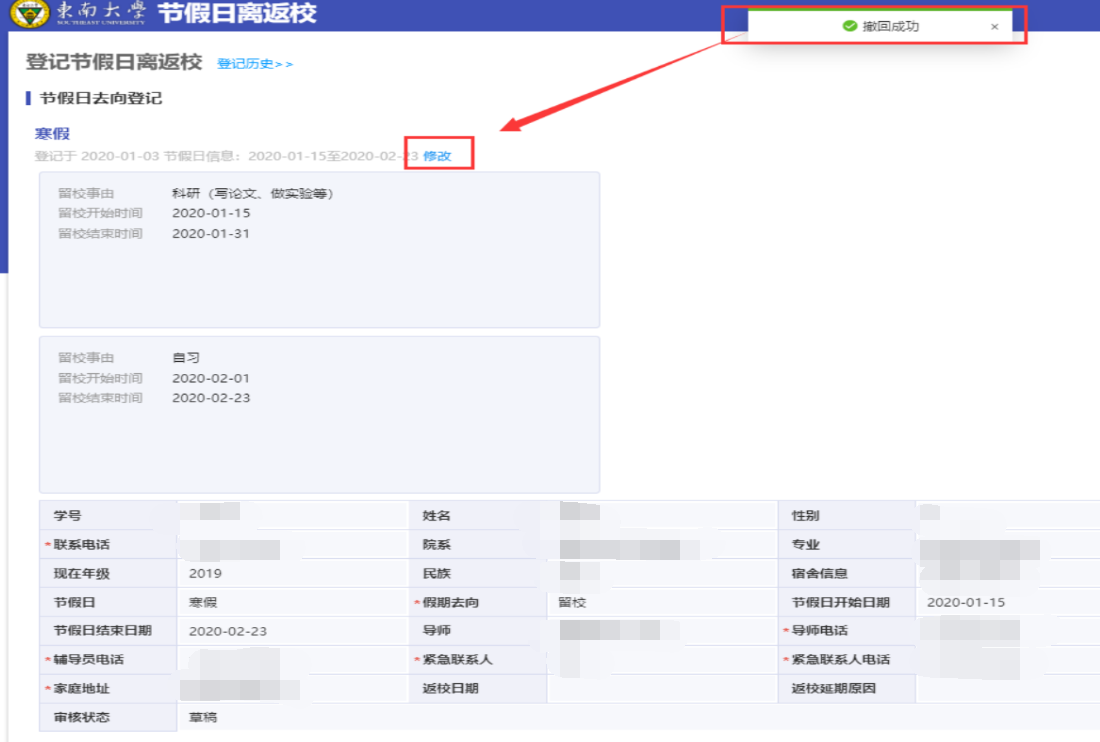 東南大學 节假日离返校
SOUTHEAST UNIVERSITY
撤回成功 ×
登记节假日离返校 登记历史>>
节假日去向登记
寒假
登记于 2020-01-03 节假日信息: 2020-01-15至2020-02-23 修改
留校事由 科研（写论文、做实验等）
留校开始时间 2020-01-15
留校结束时间 2020-01-31
留校事由 自习
留校开始时间 2020-02-01
留校结束时间 2020-02-23
学号 姓名 性别
*联系电话 院系 专业
现在年级 2019 民族 宿舍信息
节假日 寒假 *假期去向 留校 节假日开始日期 2020-01-15
节假日结束日期 2020-02-23 导师 *导师电话
*辅导员电话 *紧急联系人 *紧急联系人电话
*家庭地址 返校日期 返校延期原因
审核状态 草稿